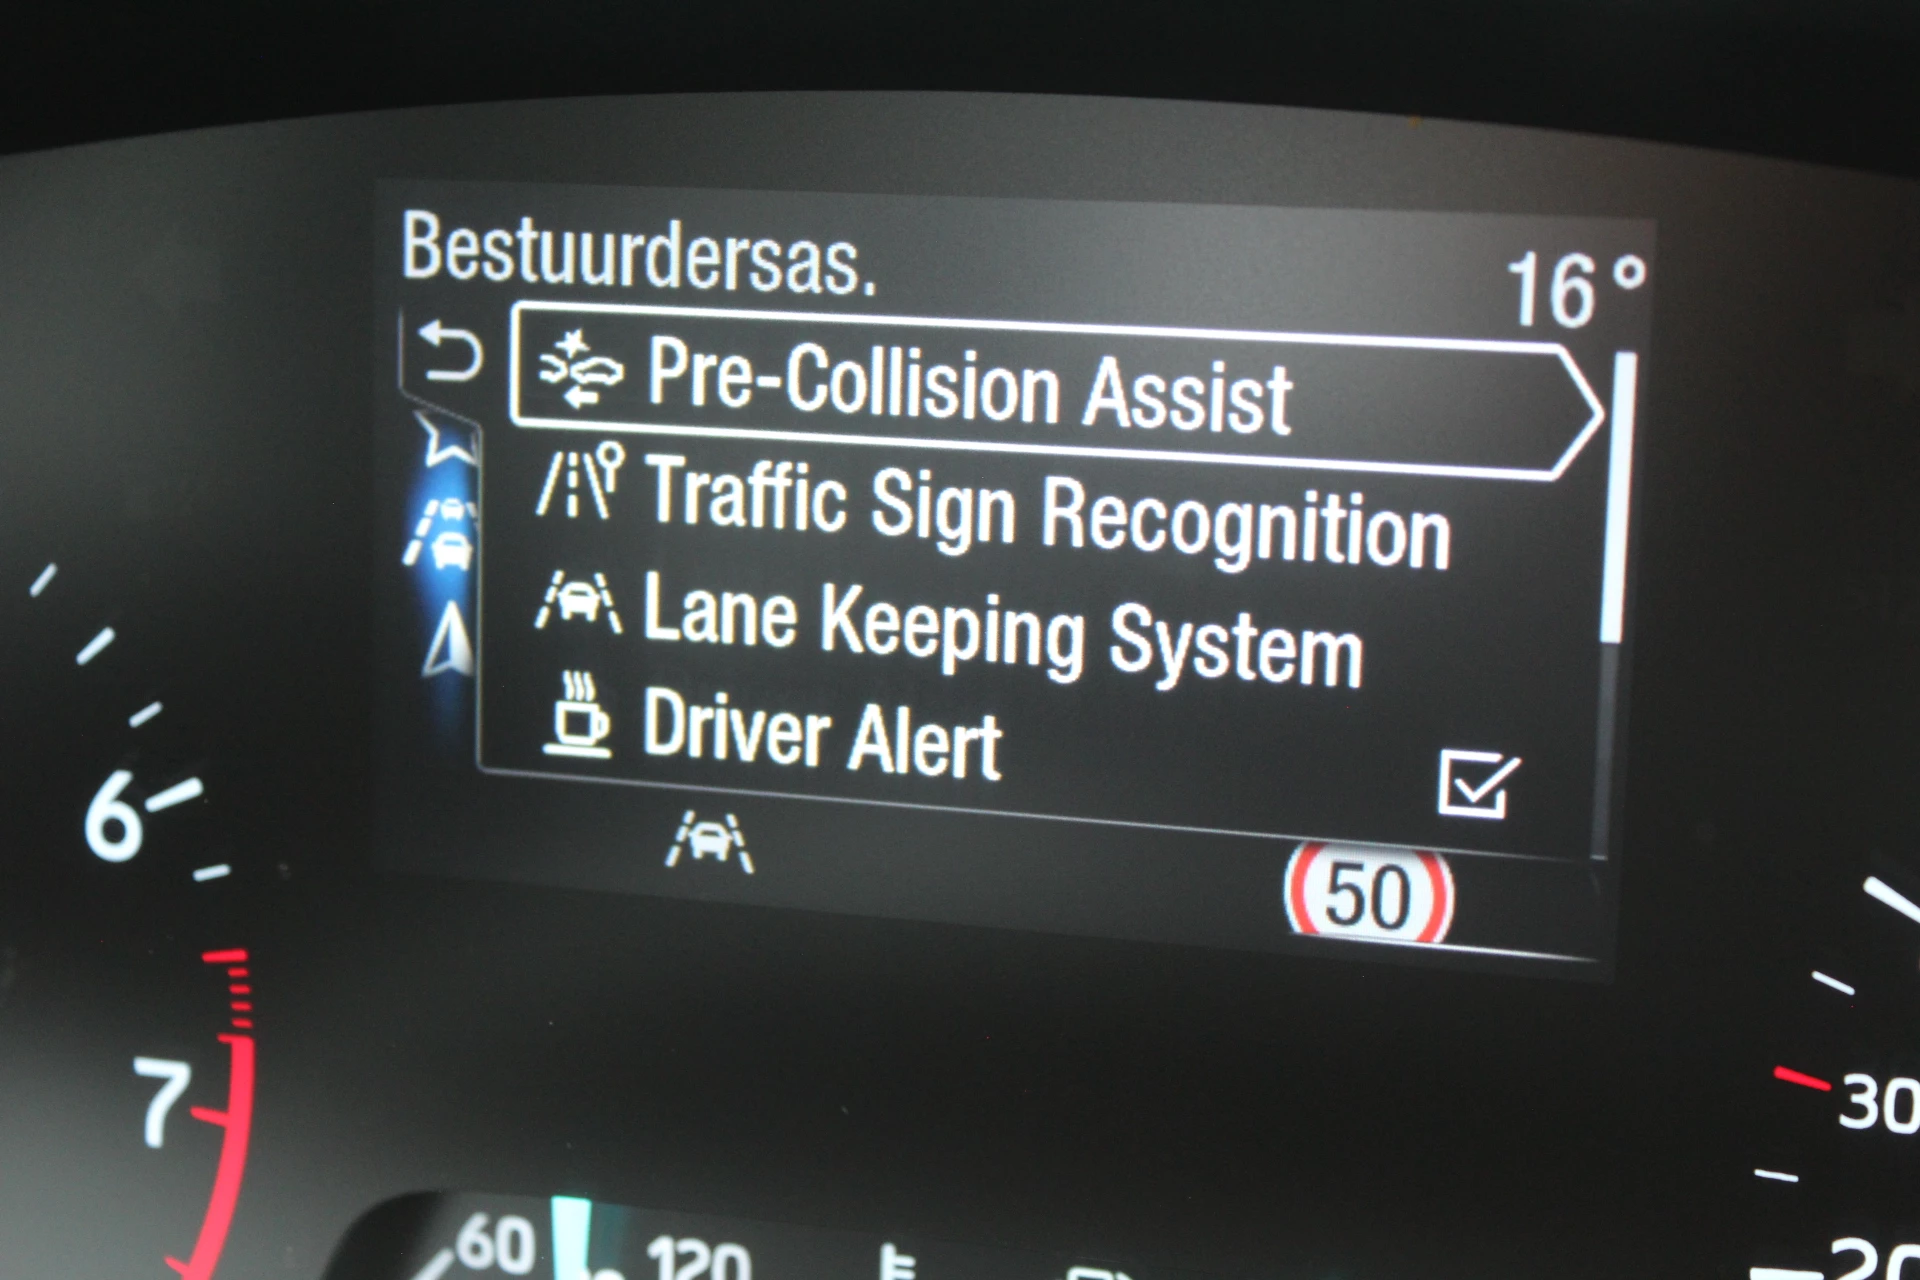 Bestuurdersas.
16°
Pre-Collision Assist
Traffic Sign Recognition
Lane Keeping System
Driver Alert
50
6
7
30
60
120
20